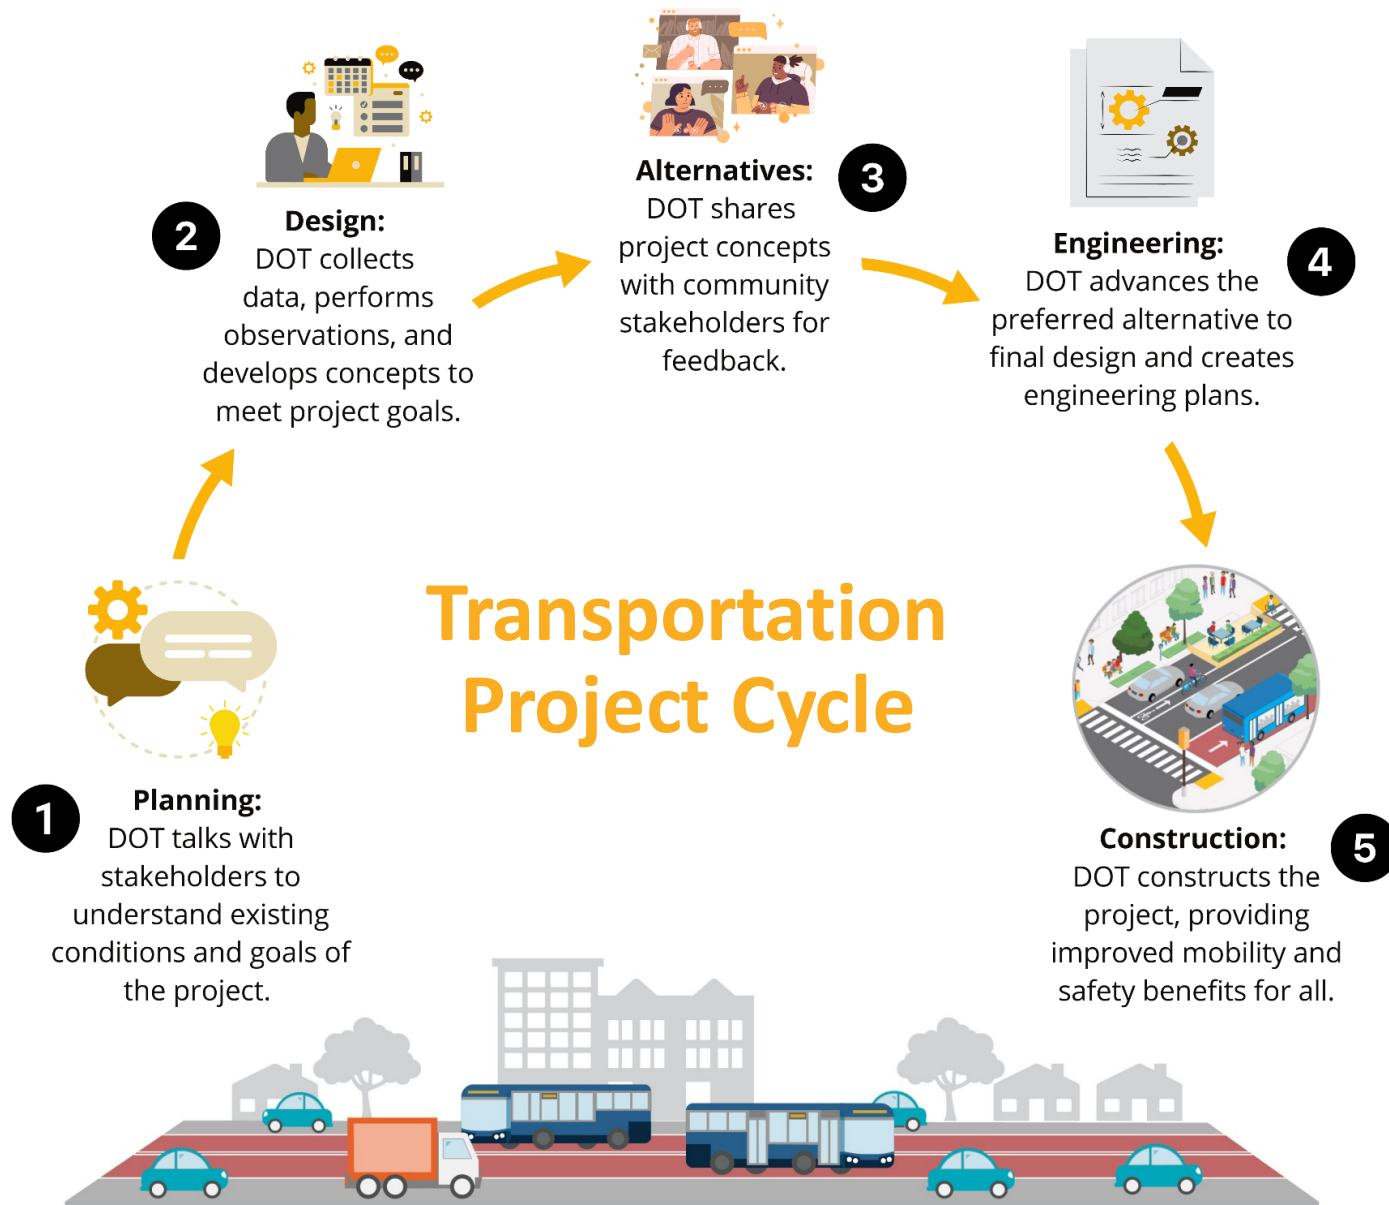 1
Planning:
DOT talks with
stakeholders to
understand existing
conditions and goals of
the project.
2
Design:
DOT collects
data, performs
observations, and
develops concepts to
meet project goals.
Alternatives:
3
DOT shares
project concepts
with community
stakeholders for
feedback.
Engineering:
4
DOT advances the
preferred alternative to
final design and creates
engineering plans.
Construction:
5
DOT constructs the
project, providing
improved mobility and
safety benefits for all.
Transportation
Project Cycle